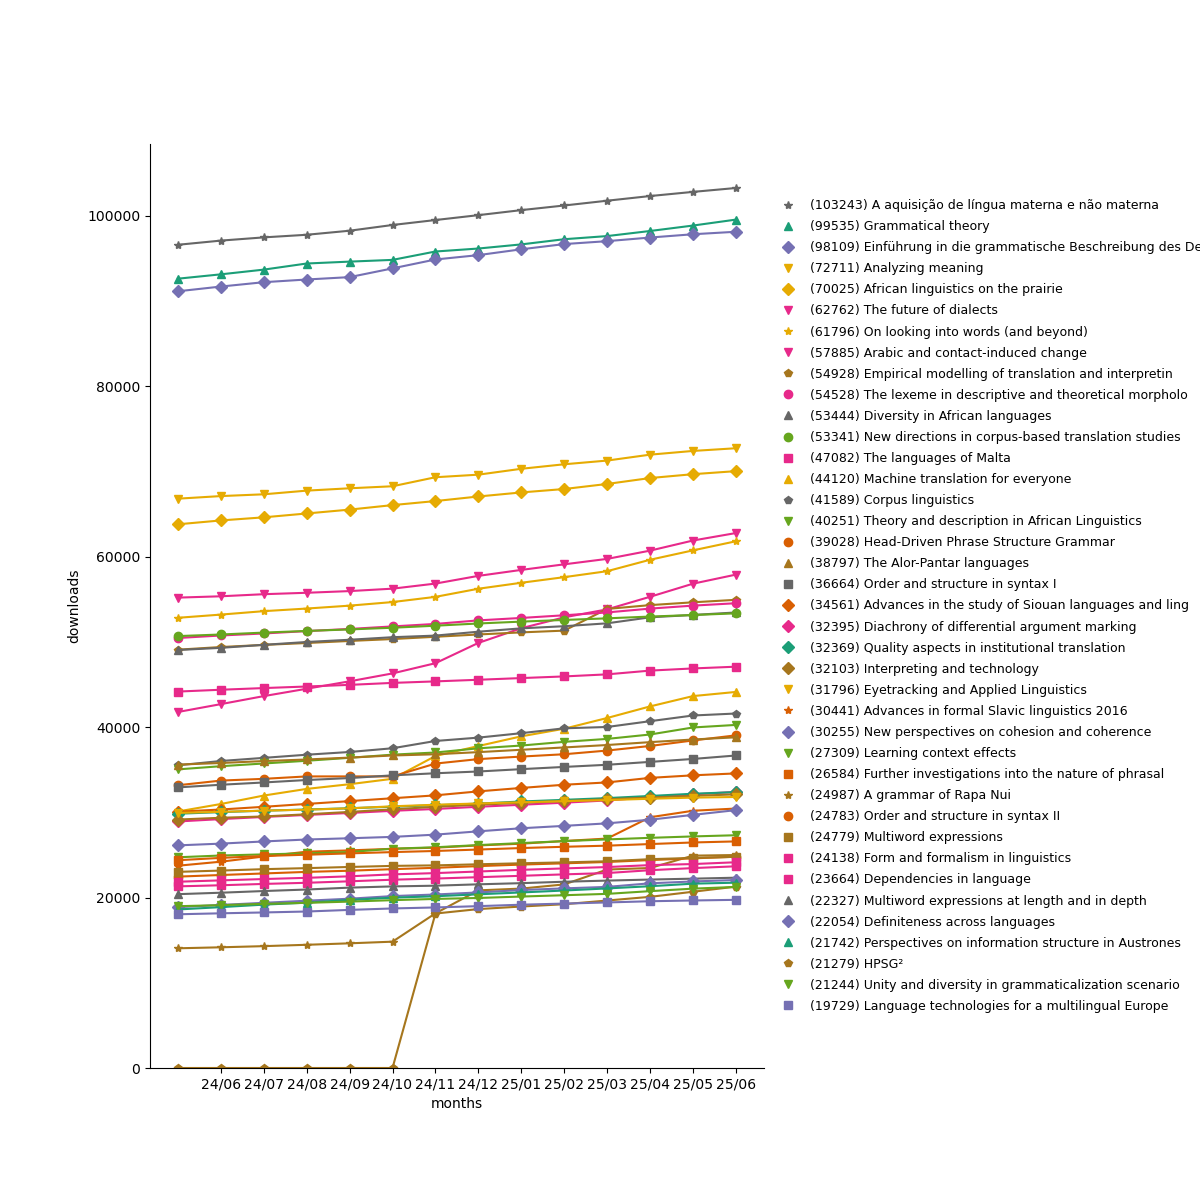 100000
80000
60000
40000
20000
0
downloads
24/06 24/07 24/08 24/09 24/10 24/11 24/12 25/01 25/02 25/03 25/04 25/05 25/06
months
(103243) A aquisição de língua materna e não materna
(99535) Grammatical theory
(98109) Einführung in die grammatische Beschreibung des De
(72711) Analyzing meaning
(70025) African linguistics on the prairie
(62762) The future of dialects
(61796) On looking into words (and beyond)
(57885) Arabic and contact-induced change
(54928) Empirical modelling of translation and interpretin
(54528) The lexeme in descriptive and theoretical morpholo
(53444) Diversity in African languages
(53341) New directions in corpus-based translation studies
(47082) The languages of Malta
(44120) Machine translation for everyone
(41589) Corpus linguistics
(40251) Theory and description in African Linguistics
(39028) Head-Driven Phrase Structure Grammar
(38797) The Alor-Pantar languages
(36664) Order and structure in syntax I
(34561) Advances in the study of Siouan languages and ling
(32395) Diachrony of differential argument marking
(32369) Quality aspects in institutional translation
(32103) Interpreting and technology
(31796) Eyetracking and Applied Linguistics
(30441) Advances in formal Slavic linguistics 2016
(30255) New perspectives on cohesion and coherence
(27309) Learning context effects
(26584) Further investigations into the nature of phrasal
(24987) A grammar of Rapa Nui
(24783) Order and structure in syntax II
(24779) Multiword expressions
(24138) Form and formalism in linguistics
(23664) Dependencies in language
(22327) Multiword expressions at length and in depth
(22054) Definiteness across languages
(21742) Perspectives on information structure in Austrones
(21279) HPSG²
(21244) Unity and diversity in grammaticalization scenario
(19729) Language technologies for a multilingual Europe